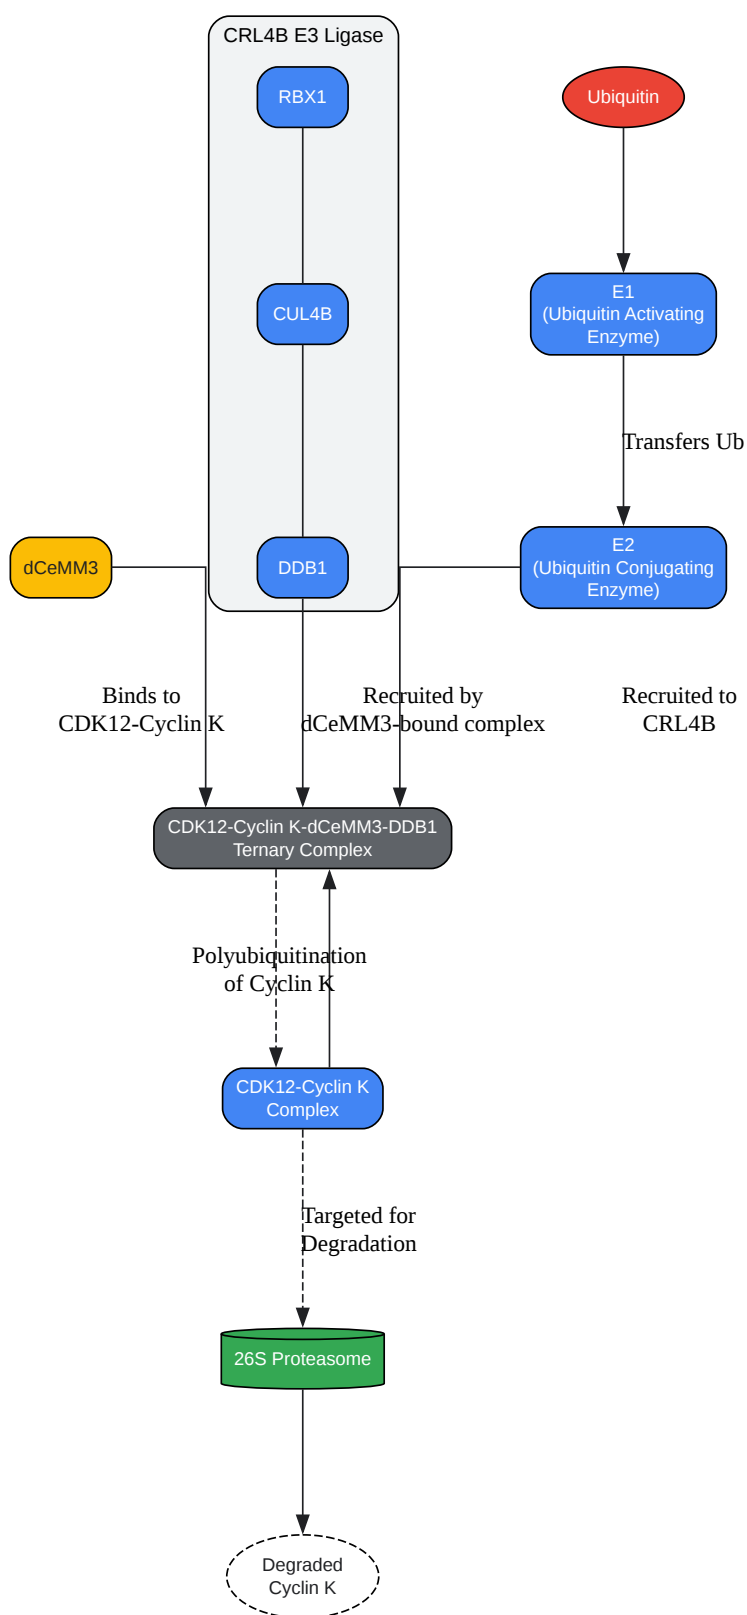 CRL4B E3 Ligase
RBX1
Ubiquitin
CUL4B
E1
(Ubiquitin Activating
Enzyme)
Transfers Ub
dCeMM3
DDB1
E2
(Ubiquitin Conjugating
Enzyme)
Binds to
CDK12-Cyclin K
Recruited by
dCeMM3-bound complex
Recruited to
CRL4B
CDK12-Cyclin K-dCeMM3-DDB1
Ternary Complex
Polyubiquitination
of Cyclin K
CDK12-Cyclin K
Complex
Targeted for
Degradation
26S Proteasome
Degraded
Cyclin K